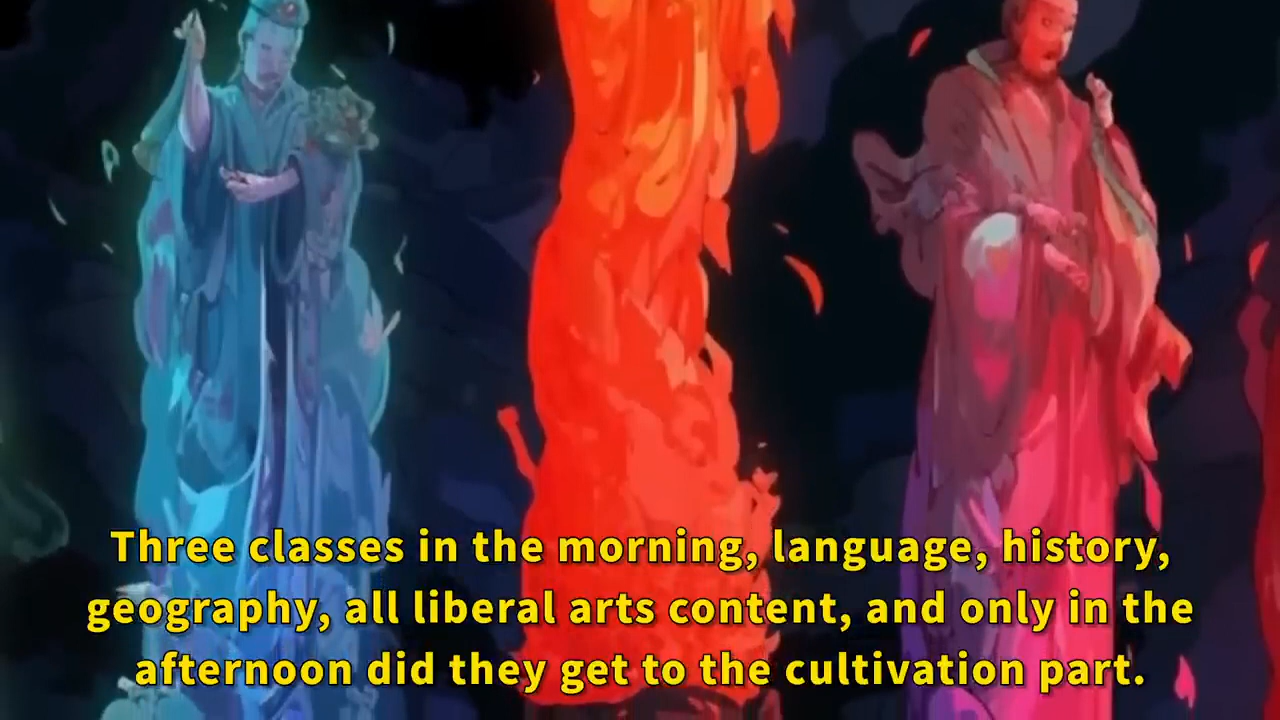 Three classes in the morning, language, history,
geography, all liberal arts content, and only in the
afternoon did they get to the cultivation part.